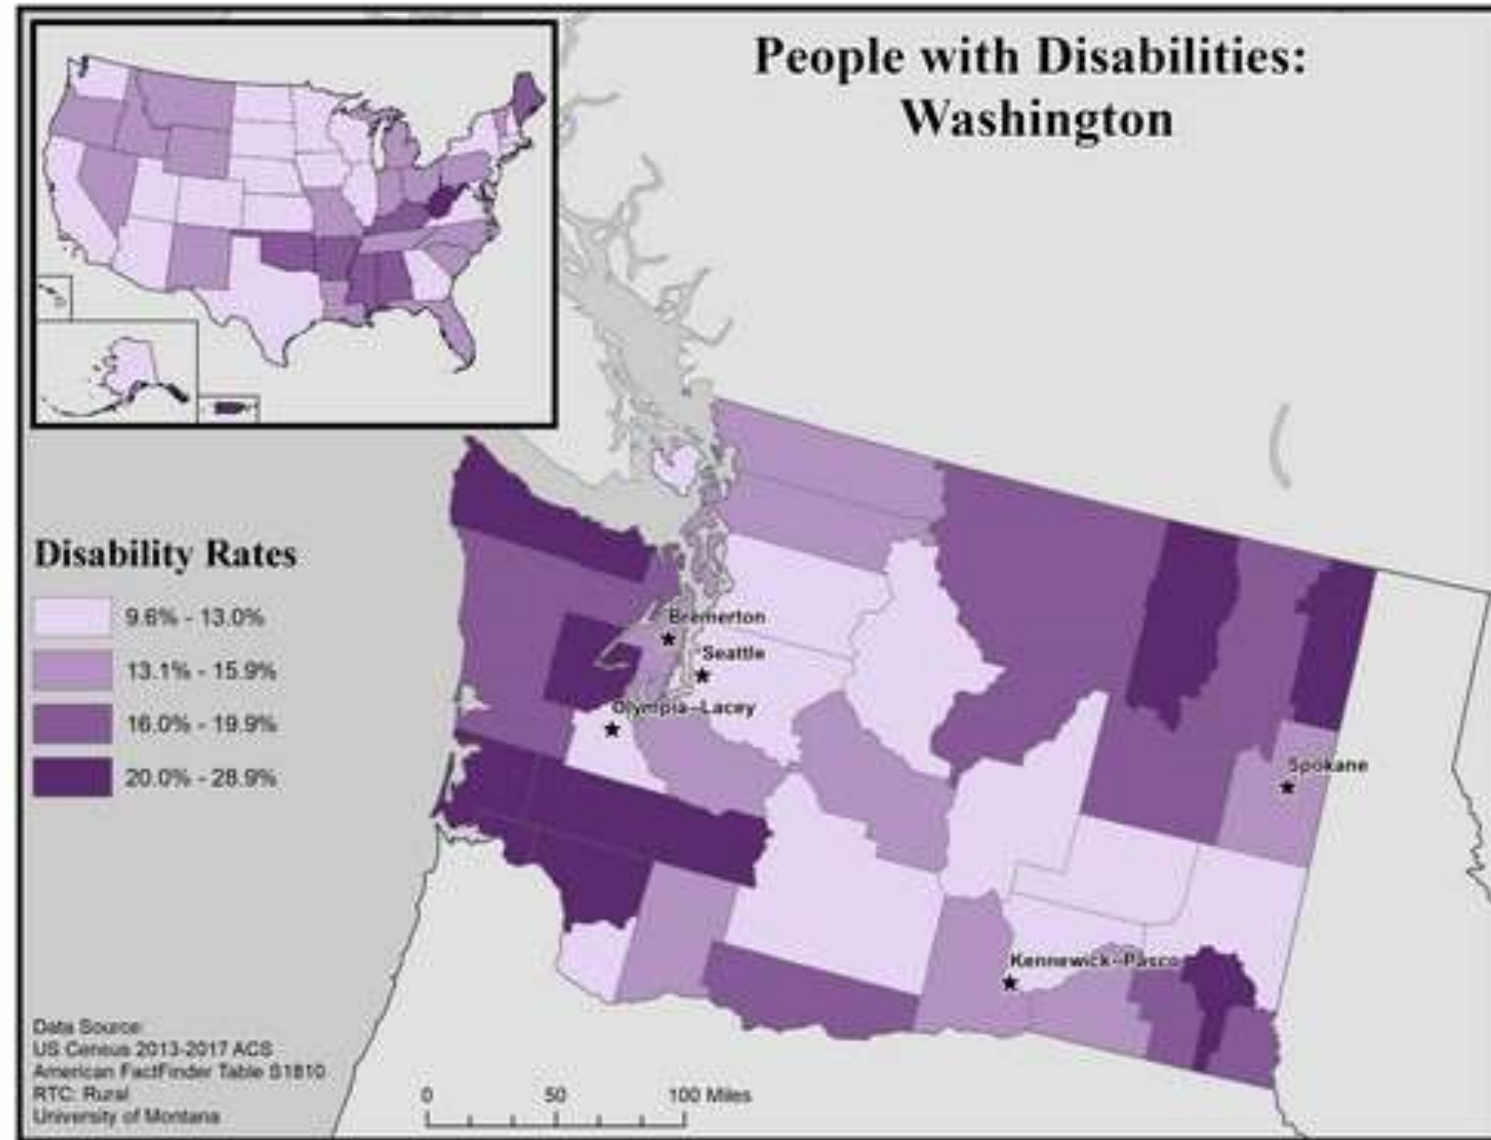 People with Disabilities:
Washington
Disability Rates
9.6% - 13.0%
13.1% - 15.9%
16.0% - 19.9%
20.0% - 28.9%
Bremerton
Seattle
Olympia-Lacey
Spokane
Kennewick-Pasco
Data Source:
US Census 2013-2017 ACS
American FactFinder Table S1810
RTC: Rural
University of Montana
0 50 100 Miles